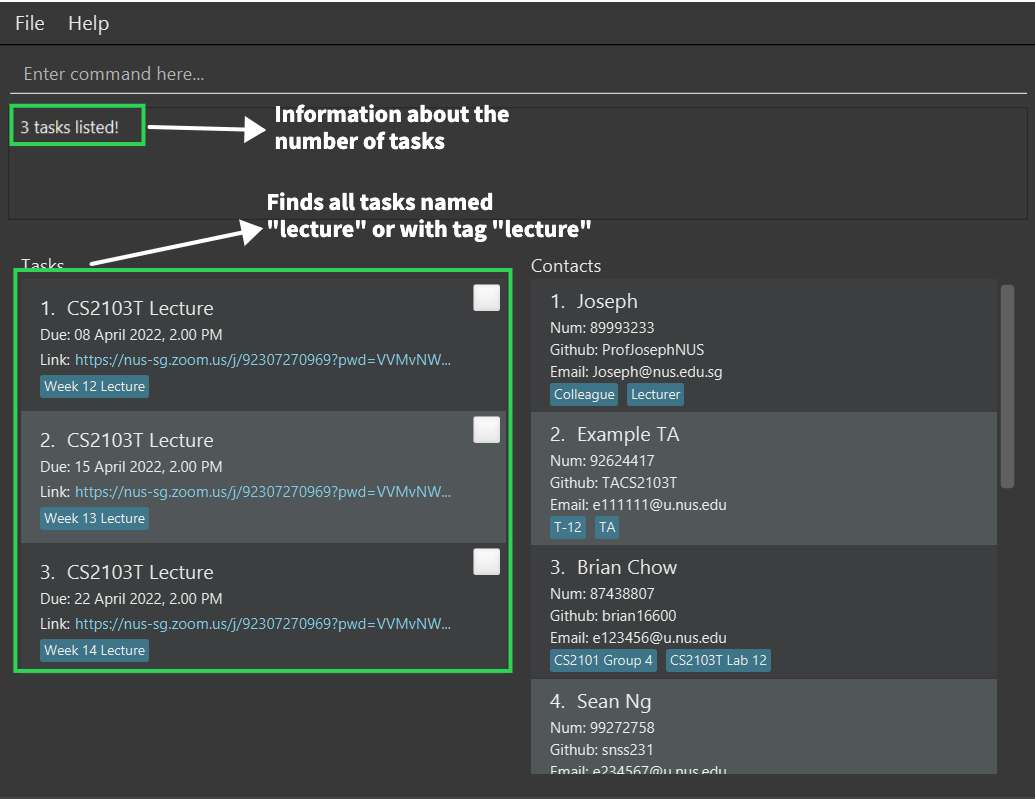 File Help
Enter command here...
3 tasks listed!
Information about the
number of tasks
Finds all tasks named
"lecture" or with tag "lecture"
Tasks
1. CS2103T Lecture
Due: 08 April 2022, 2.00 PM
Link: https://nus-sg.zoom.us/j/92307270969?pwd=VVMvNW...
Week 12 Lecture
2. CS2103T Lecture
Due: 15 April 2022, 2.00 PM
Link: https://nus-sg.zoom.us/j/92307270969?pwd=VVMvNW...
Week 13 Lecture
3. CS2103T Lecture
Due: 22 April 2022, 2.00 PM
Link: https://nus-sg.zoom.us/j/92307270969?pwd=VVMvNW...
Week 14 Lecture
Contacts
1. Joseph
Num: 89993233
Github: ProfJosephNUS
Email: Joseph@nus.edu.sg
Colleague Lecturer
2. Example TA
Num: 92624417
Github: TACS2103T
Email: e111111@u.nus.edu
T-12 TA
3. Brian Chow
Num: 87438807
Github: brian16600
Email: e123456@u.nus.edu
CS2101 Group 4 CS2103T Lab 12
4. Sean Ng
Num: 99272758
Github: snss231
Email: e234567@u.nus.edu